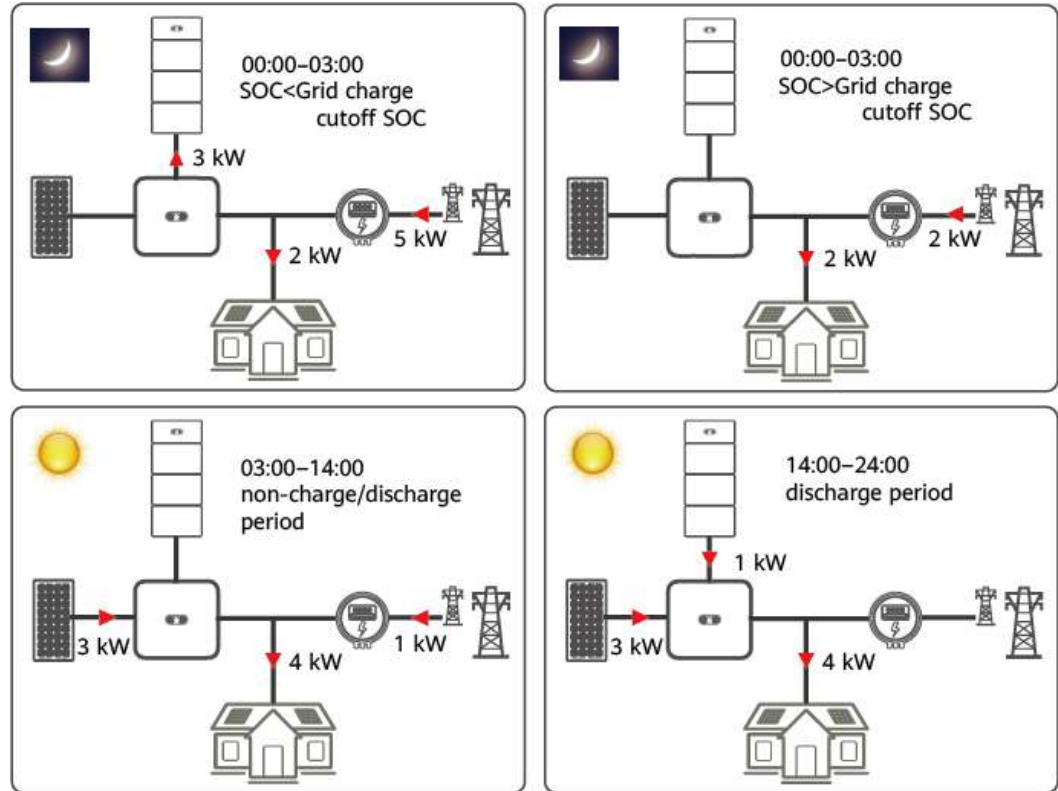 00:00–03:00
SOC<Grid charge
cutoff SOC
3 kW
5 kW
2 kW
00:00–03:00
SOC>Grid charge
cutoff SOC
2 kW
2 kW
03:00–14:00
non-charge/discharge
period
3 kW
1 kW
4 kW
14:00–24:00
discharge period
1 kW
3 kW
4 kW